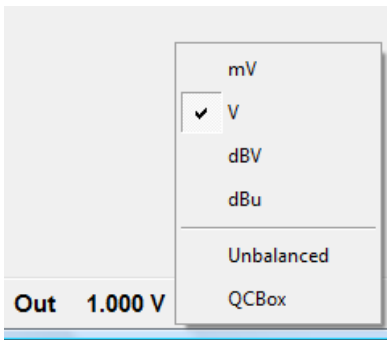 mV
V
dBV
dBu
Unbalanced
QCBox
Out 1.000 V